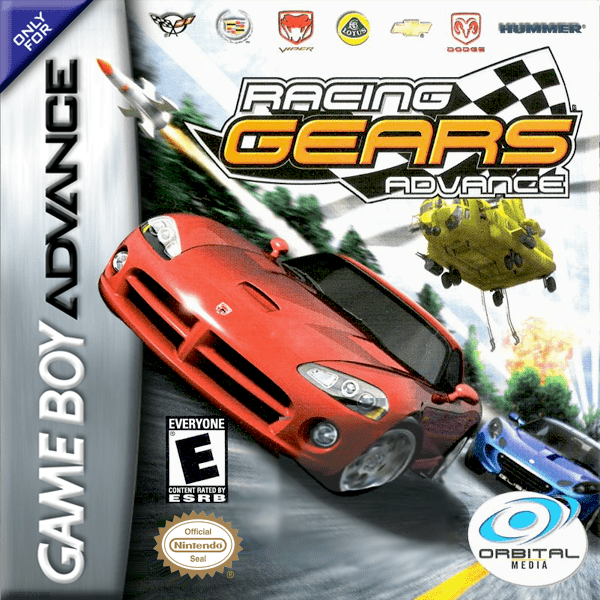 ONLY
FOR
GAME BOY ADVANCE
VIPER
LOTUS
DODGE
HUMMER
RACING
GEARS
ADVANCE
EVERYONE
E
CONTENT RATED BY
ESRB
Official
Nintendo
Seal
ORBITAL
MEDIA